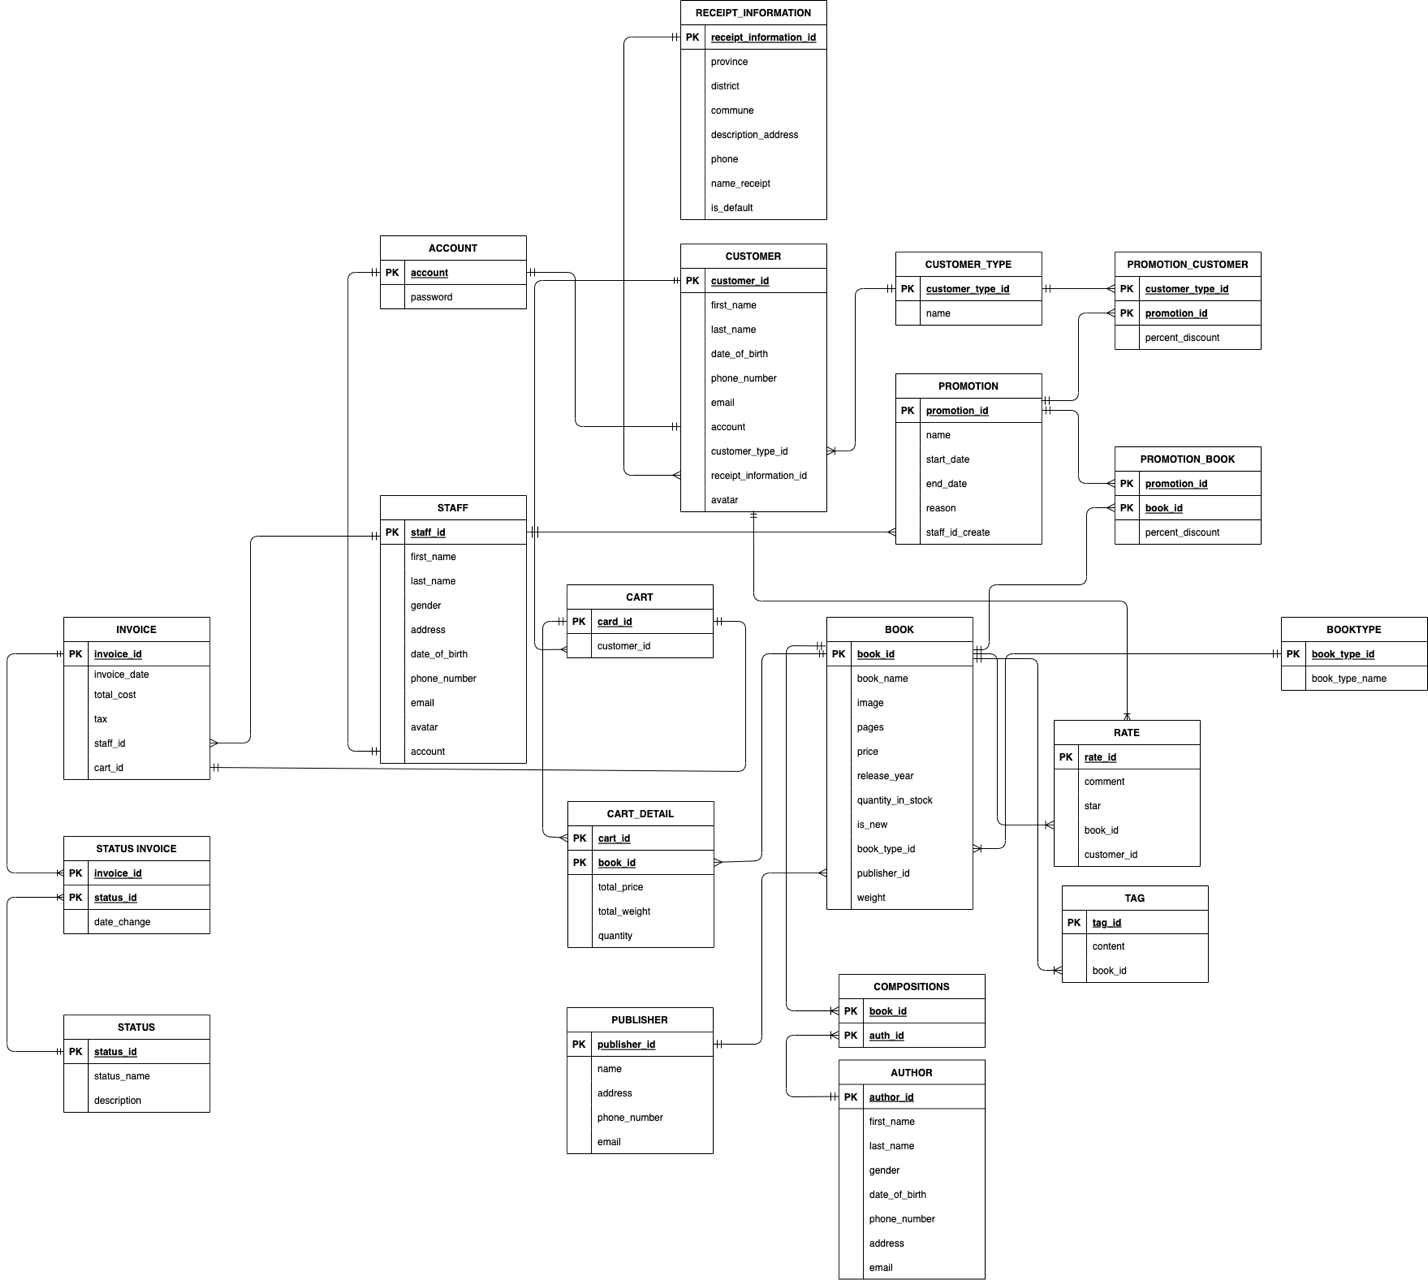 RECEIPT_INFORMATION
PK receipt_information_id
province
district
commune
description_address
phone
name_receipt
is_default
ACCOUNT
PK account
password
CUSTOMER
PK customer_id
first_name
last_name
date_of_birth
phone_number
email
account
customer_type_id
receipt_information_id
avatar
CUSTOMER_TYPE
PK customer_type_id
name
PROMOTION_CUSTOMER
PK customer_type_id
PK promotion_id
percent_discount
PROMOTION
PK promotion_id
name
start_date
end_date
reason
staff_id_create
PROMOTION_BOOK
PK promotion_id
PK book_id
percent_discount
STAFF
PK staff_id
first_name
last_name
gender
address
date_of_birth
phone_number
email
avatar
account
CART
PK card_id
customer_id
INVOICE
PK invoice_id
invoice_date
total_cost
tax
staff_id
cart_id
BOOK
PK book_id
book_name
image
pages
price
release_year
quantity_in_stock
is_new
book_type_id
publisher_id
weight
BOOKTYPE
PK book_type_id
book_type_name
RATE
PK rate_id
comment
star
book_id
customer_id
CART_DETAIL
PK cart_id
PK book_id
total_price
total_weight
quantity
STATUS INVOICE
PK invoice_id
PK status_id
date_change
TAG
PK tag_id
content
book_id
COMPOSITIONS
PK book_id
PK auth_id
STATUS
PK status_id
status_name
description
PUBLISHER
PK publisher_id
name
address
phone_number
email
AUTHOR
PK author_id
first_name
last_name
gender
date_of_birth
phone_number
address
email